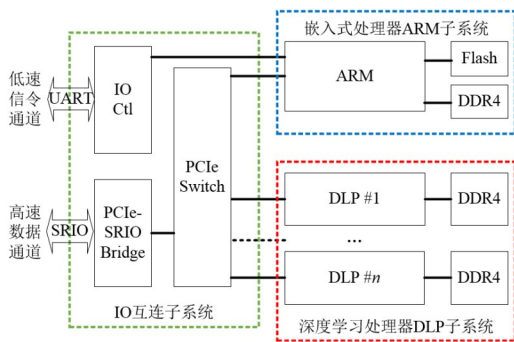 嵌入式处理器ARM子系统
Flash
ARM
DDR4
低速
信令
通道
UART
IO
Ctl
PCIe
Switch
高速
数据
通道
SRIO
PCIe-
SRIO
Bridge
DLP #1
DDR4
...
DLP #n
DDR4
IO互连子系统
深度学习处理器DLP子系统